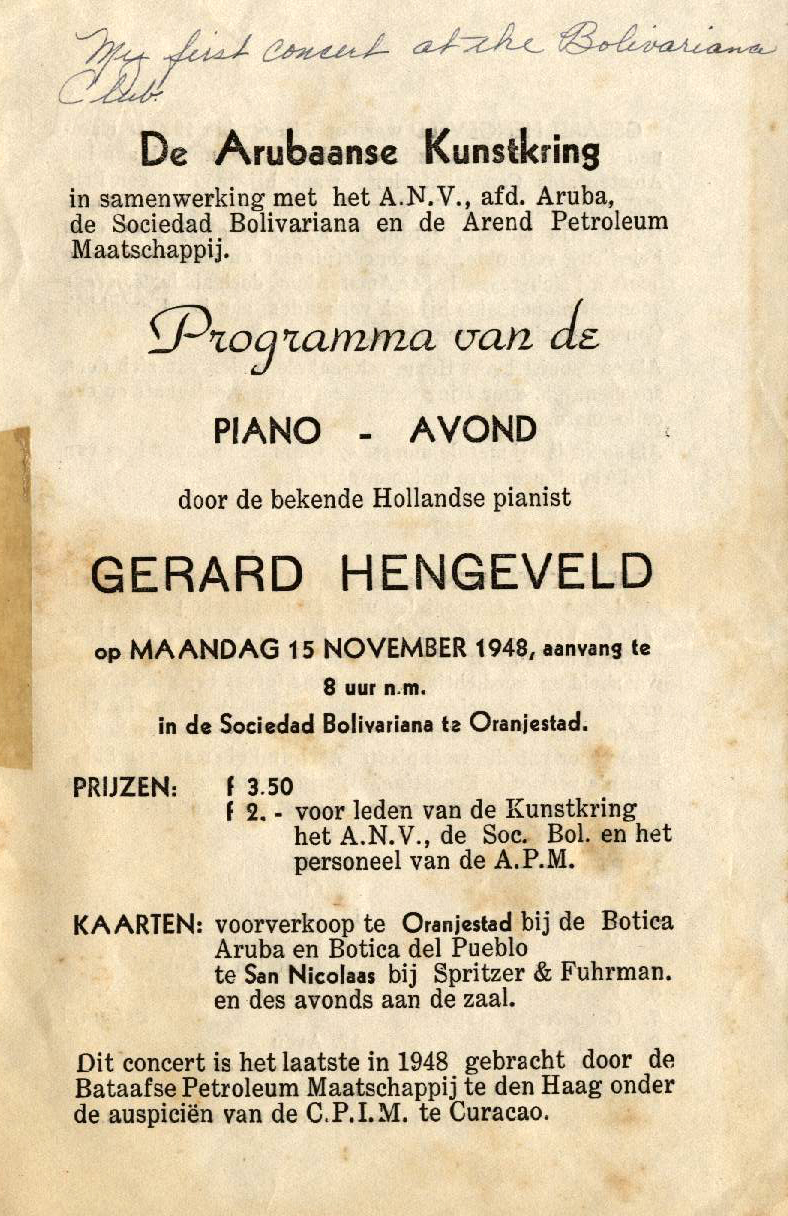 My first concert at the Bolivariana
Club.
De Arubaanse Kunstkring
in samenwerking met het A.N.V., afd. Aruba,
de Sociedad Bolivariana en de Arend Petroleum
Maatschappij.
Programma van de
PIANO - AVOND
door de bekende Hollandse pianist
GERARD HENGEVELD
op MAANDAG 15 NOVEMBER 1948, aanvang te
8 uur n.m.
in de Sociedad Bolivariana te Oranjestad.
PRIJZEN: f 3.50
f 2. - voor leden van de Kunstkring
het A.N.V., de Soc. Bol. en het
personeel van de A.P.M.
KAARTEN: voorverkoop te Oranjestad bij de Botica
Aruba en Botica del Pueblo
te San Nicolaas bij Spritzer & Fuhrman.
en des avonds aan de zaal.
Dit concert is het laatste in 1948 gebracht door de
Bataafse Petroleum Maatschappij te den Haag onder
de auspiciën van de C.P.I.M. te Curacao.